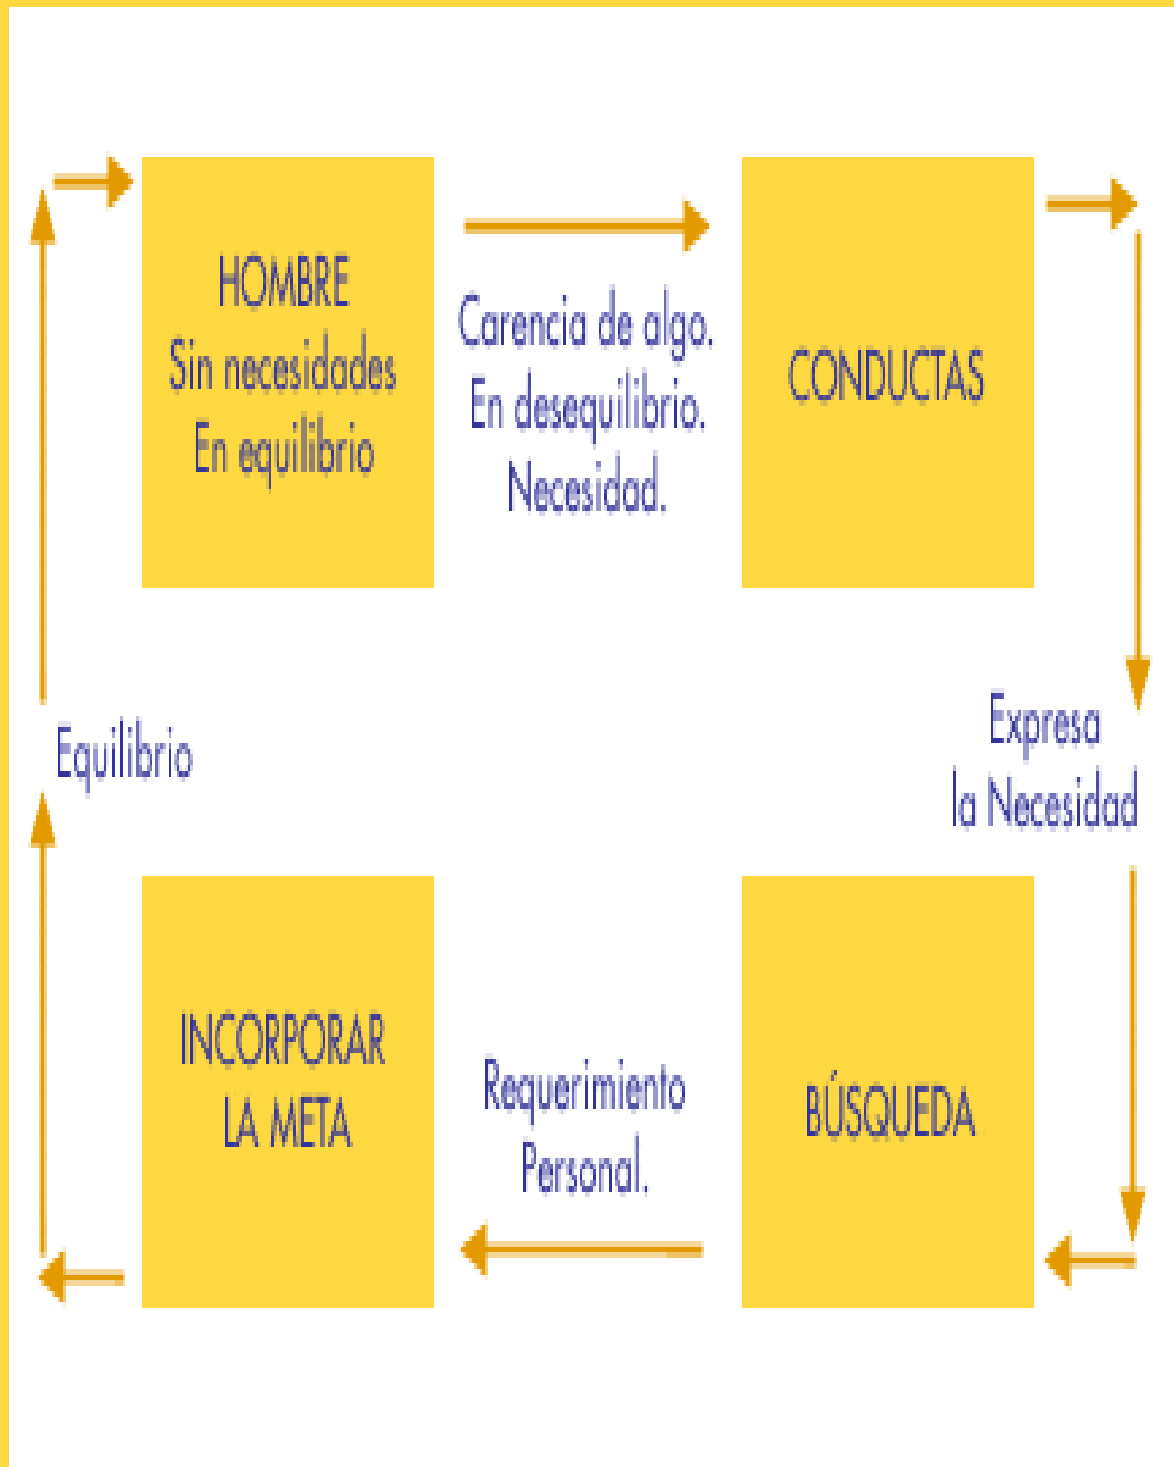 HOMBRE
Sin necesidades
En equilibrio
Carencia de algo.
En desequilibrio.
Necesidad.
CONDUCTAS
Expresa
la Necesidad
BÚSQUEDA
Requerimiento
Personal.
INCORPORAR
LA META
Equilibrio